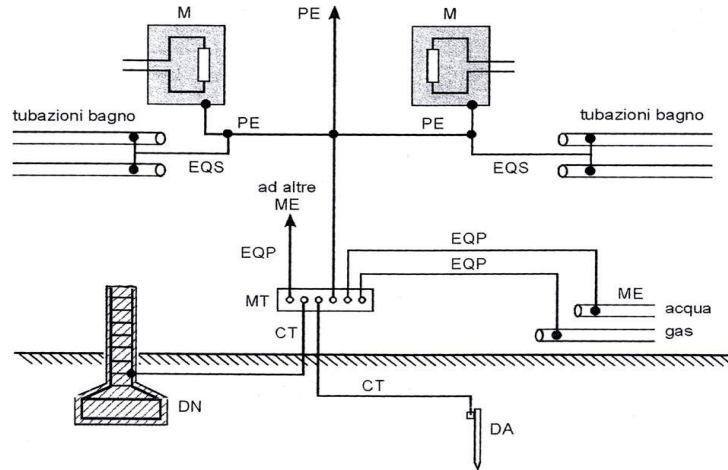 M
PE
M
tubazioni bagno
PE
PE
tubazioni bagno
EQS
EQS
ad altre
ME
EQP
EQP
EQP
MT
ME
acqua
gas
CT
CT
DN
DA